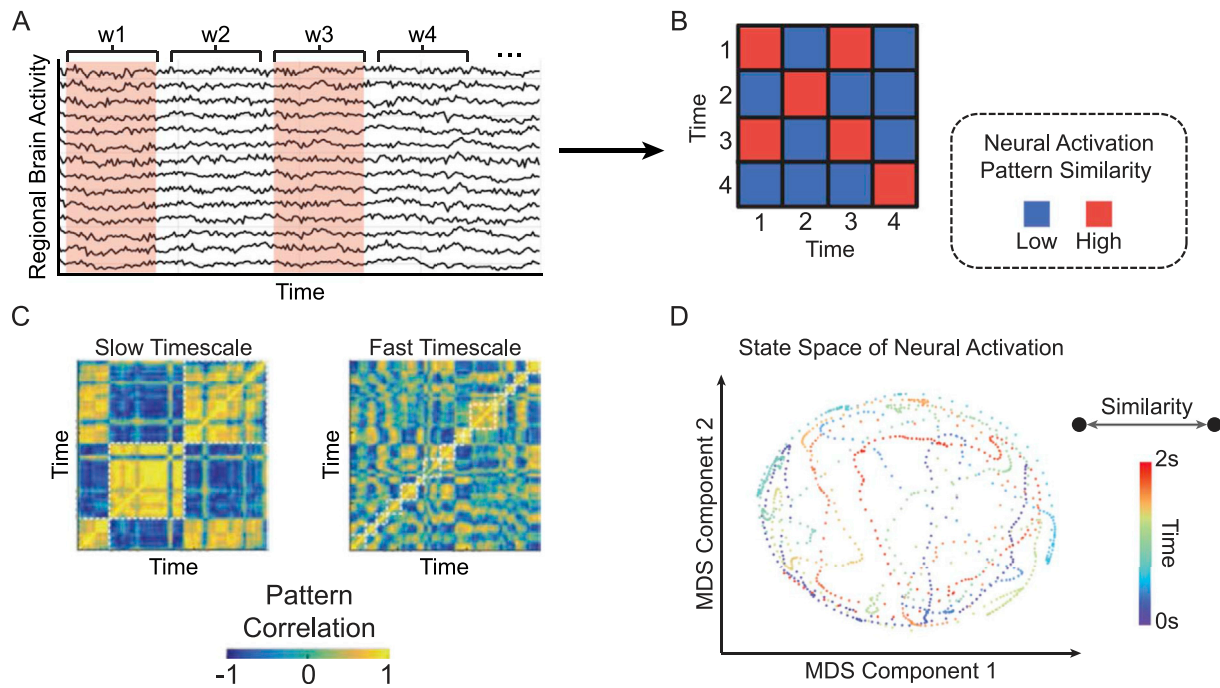 A
w1 w2 w3 w4 ...
Regional Brain Activity
Time
B
1
2
3
4
Time
1 2 3 4
Time
Neural Activation
Pattern Similarity
Low High
C
Slow Timescale
Fast Timescale
Time
Time
Time
Time
Pattern
Correlation
-1 0 1
D
State Space of Neural Activation
MDS Component 2
MDS Component 1
Similarity
2s
Time
0s